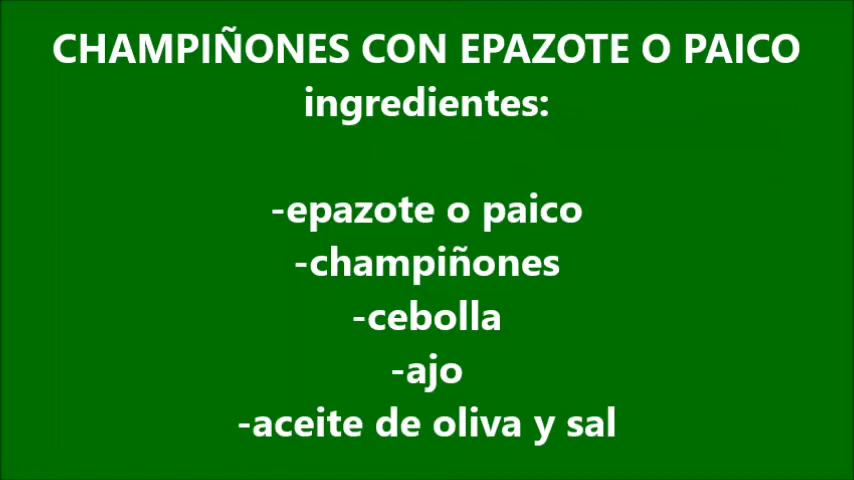 CHAMPIÑONES CON EPAZOTE O PAICO
ingredientes:
-epazote o paico
-champiñones
-cebolla
-ajo
-aceite de oliva y sal